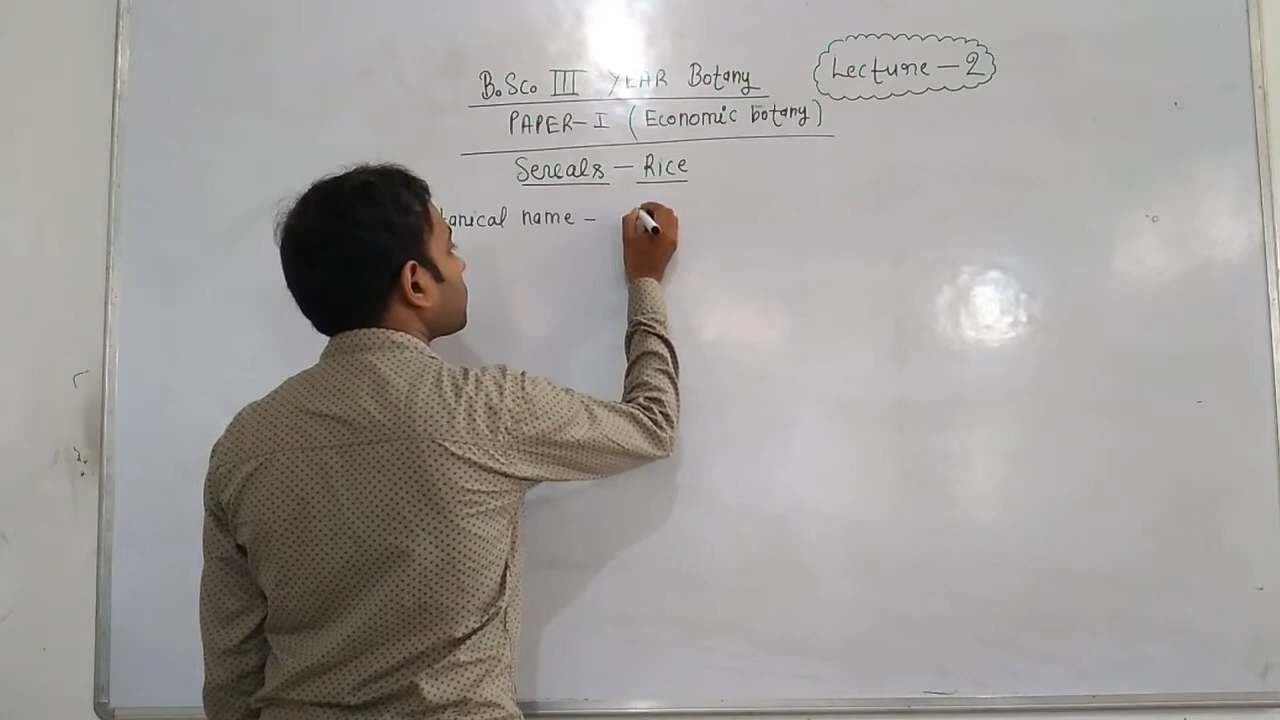 B.Sc. III YEAR Botany
Lecture - 2
PAPER - I (Economic botany)
Sereals - Rice
tanical name -